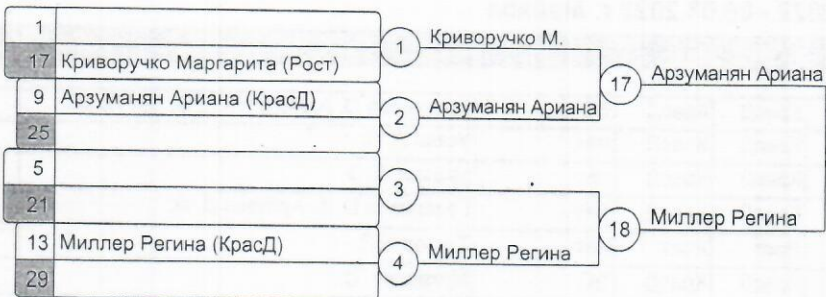 1
17 Криворучко Маргарита (Рост)
1 Криворучко М.
9 Арзуманян Ариана (КрасД)
25
2 Арзуманян Ариана
17 Арзуманян Ариана
5
21
3
13 Миллер Регина (КрасД)
29
4 Миллер Регина
18 Миллер Регина